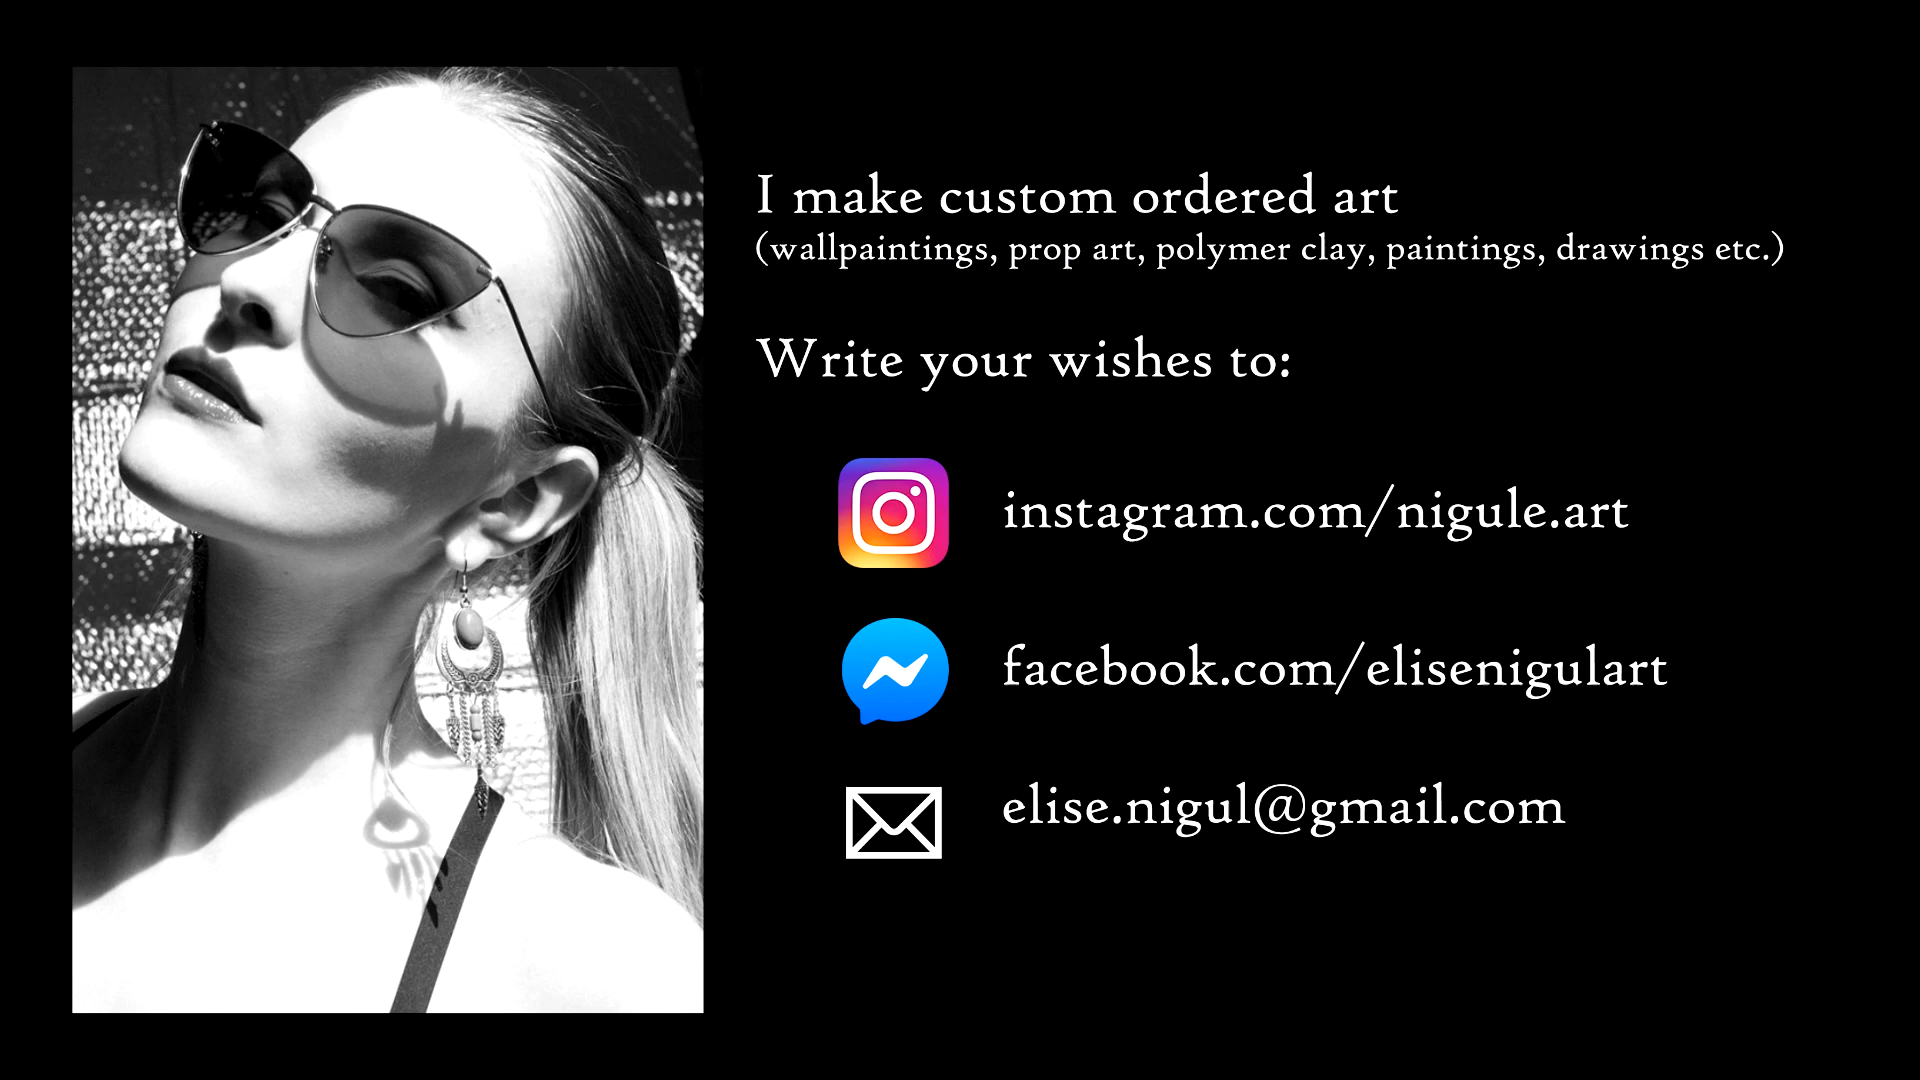 I make custom ordered art
(wallpaintings, prop art, polymer clay, paintings, drawings etc.)
Write your wishes to:
instagram.com/nigule.art
facebook.com/elisenigulart
elise.nigul@gmail.com